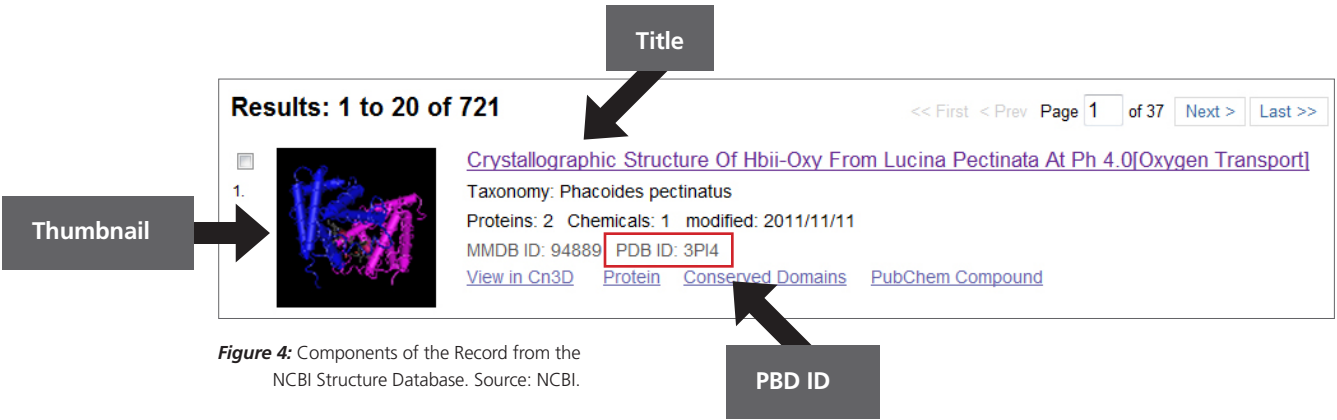 Title
Results: 1 to 20 of 721
<< First < Prev Page 1 of 37 Next > Last >>
Crystallographic Structure Of Hbii-Oxy From Lucina Pectinata At Ph 4.0[Oxygen Transport]
1.
Taxonomy: Phacoides pectinatus
Thumbnail
Proteins: 2 Chemicals: 1 modified: 2011/11/11
MMDB ID: 94889 PDB ID: 3PI4
View in Cn3D Protein Conserved Domains PubChem Compound
Figure 4: Components of the Record from the
NCBI Structure Database. Source: NCBI.
PBD ID